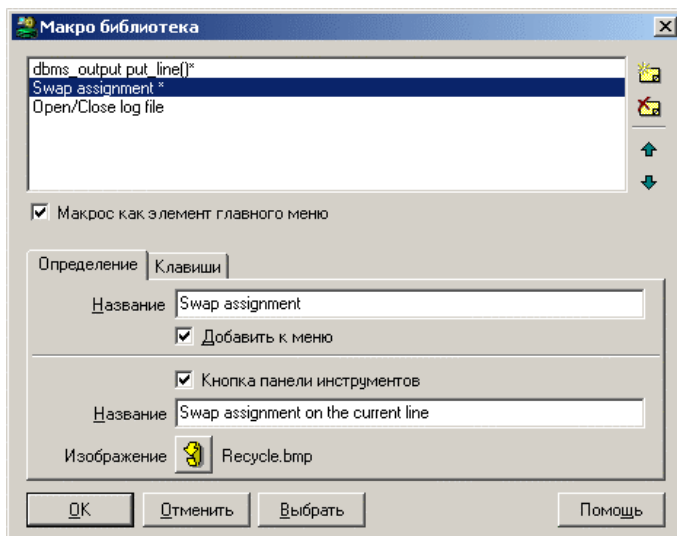 Макро библиотека
dbms_output put_line()*
Swap assignment *
Open/Close log file
Макрос как элемент главного меню
Определение Клавиши
Название Swap assignment
Добавить к меню
Кнопка панели инструментов
Название Swap assignment on the current line
Изображение Recycle.bmp
OK Отменить Выбрать Помощь